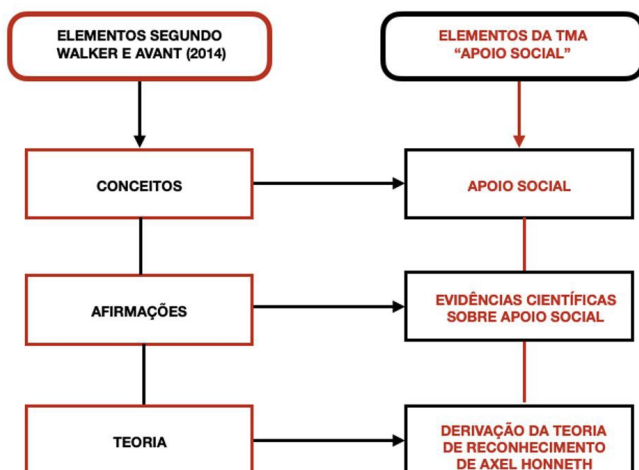 ELEMENTOS SEGUNDO
WALKER E AVANT (2014)
ELEMENTOS DA TMA
“APOIO SOCIAL”
CONCEITOS
APOIO SOCIAL
AFIRMAÇÕES
EVIDÊNCIAS CIENTÍFICAS
SOBRE APOIO SOCIAL
TEORIA
DERIVAÇÃO DA TEORIA
DE RECONHECIMENTO
DE AXEL HONNETH